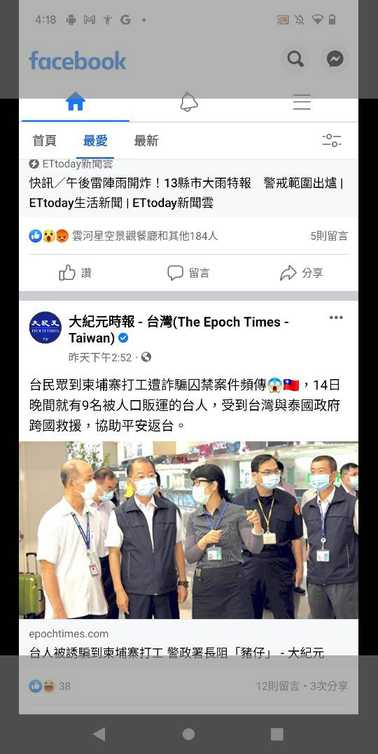 4:18
facebook
首頁 最愛 最新
ETtoday新聞雲
快訊／午後雷陣雨開炸！13縣市大雨特報 警戒範圍出爐 |
ETtoday生活新聞 | ETtoday新聞雲
雲河星空景觀餐廳和其他184人 5則留言
讚 留言 分享
大紀元時報 - 台灣(The Epoch Times -
Taiwan)
昨天下午2:52 ·
台民眾到柬埔寨打工遭詐騙囚禁案件頻傳😱🇹🇼，14日
晚間就有9名被人口販運的台人，受到台灣與泰國政府
跨國救援，協助平安返台。
epochtimes.com
台人被誘騙到柬埔寨打工 警政署長阻「豬仔」 - 大紀元
38 12則留言 · 3次分享